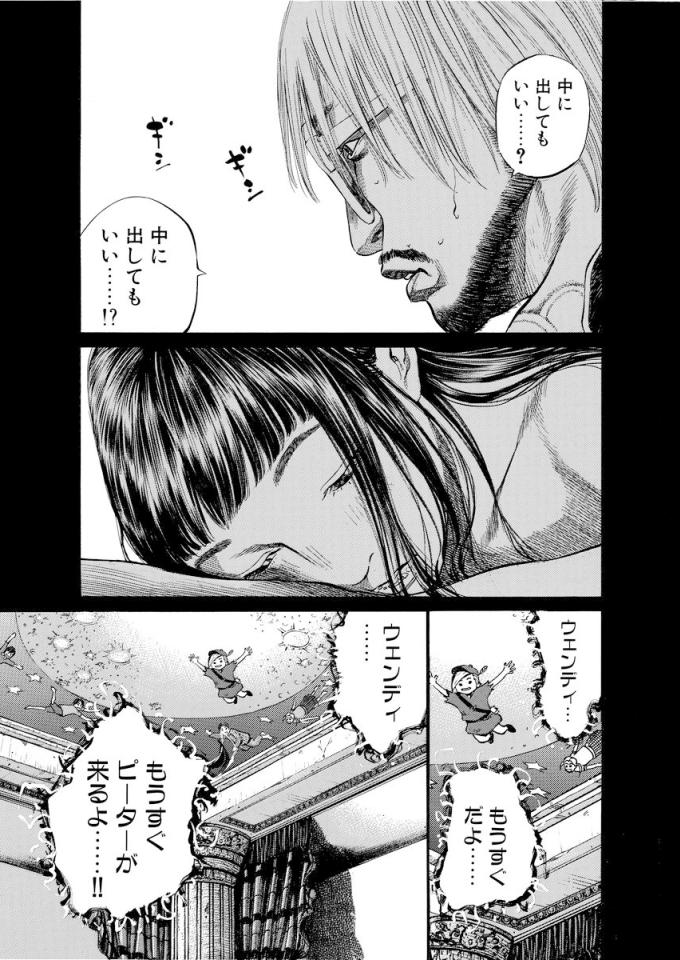 中に
出しても
いい……?
ギシ
ギシ
中に
出しても
いい……!?
ウェンディ…
もうすぐ
だよ……
ウェンディ
……
もうすぐ
ピーターが
来るよ……!!